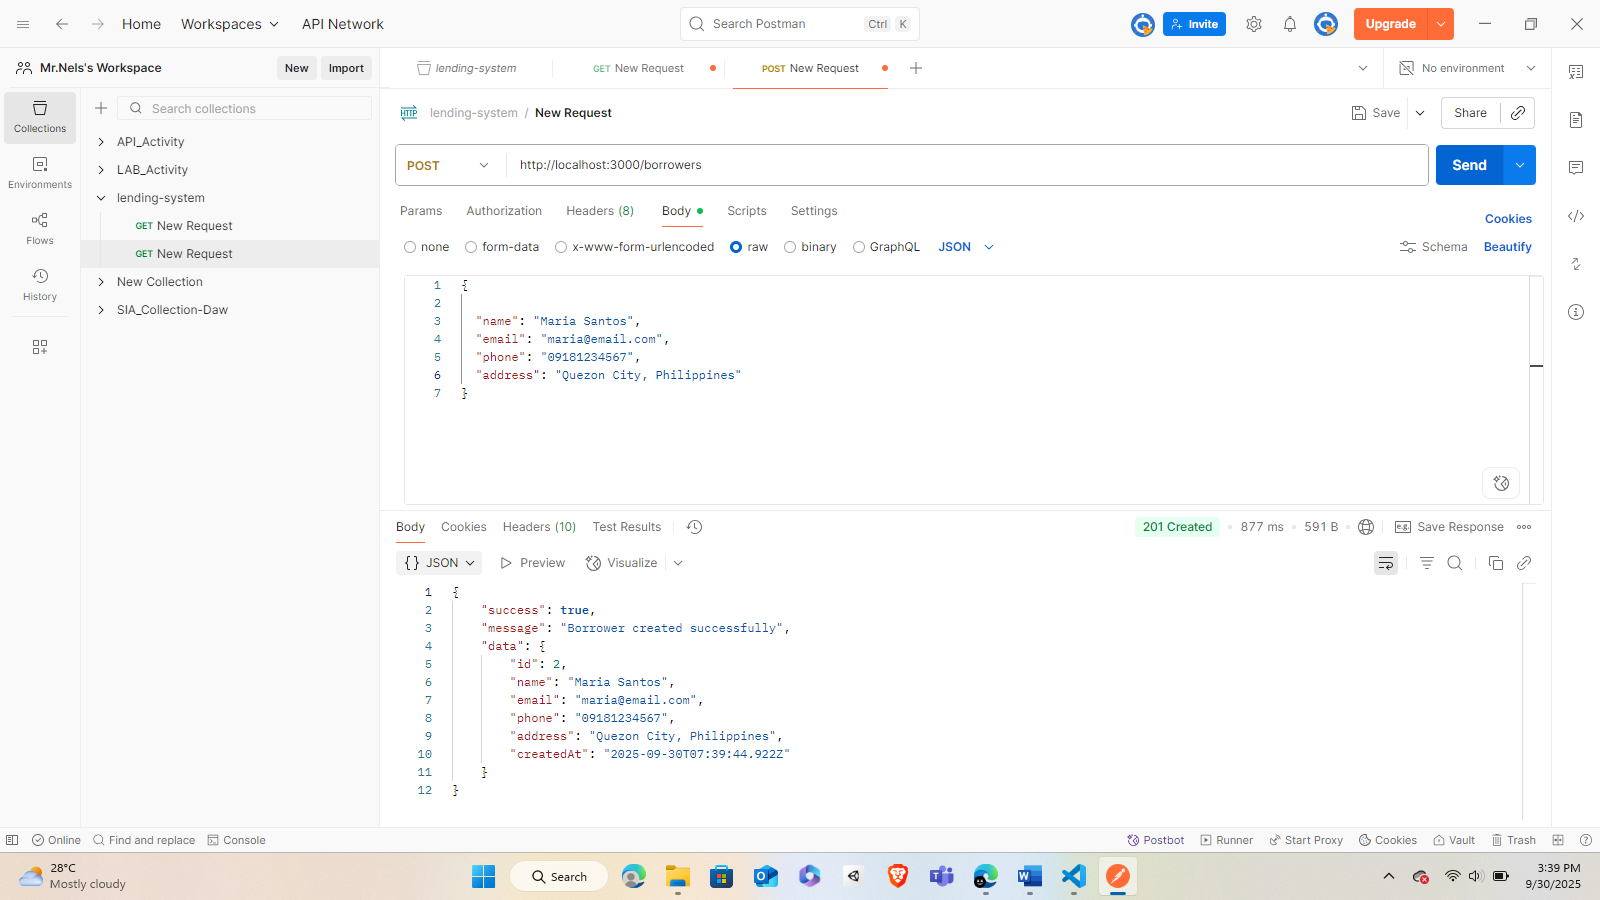 Home
Workspaces
API Network
Search Postman
Ctrl K
Invite
Upgrade
Mr.Nels's Workspace
New
Import
lending-system
GET New Request
POST New Request
No environment
Collections
Environments
Flows
History
Search collections
API_Activity
LAB_Activity
lending-system
GET New Request
GET New Request
New Collection
SIA_Collection-Daw
HTTP
lending-system / New Request
Save
Share
POST
http://localhost:3000/borrowers
Send
Params
Authorization
Headers (8)
Body
Scripts
Settings
Cookies
none
form-data
x-www-form-urlencoded
raw
binary
GraphQL
JSON
Schema
Beautify
1 {
2
3 "name": "Maria Santos",
4 "email": "maria@email.com",
5 "phone": "09181234567",
6 "address": "Quezon City, Philippines"
7 }
Body
Cookies
Headers (10)
Test Results
201 Created
877 ms
591 B
e.g.
Save Response
{} JSON
Preview
Visualize
1 {
2 "success": true,
3 "message": "Borrower created successfully",
4 "data": {
5 "id": 2,
6 "name": "Maria Santos",
7 "email": "maria@email.com",
8 "phone": "09181234567",
9 "address": "Quezon City, Philippines",
10 "createdAt": "2025-09-30T07:39:44.922Z"
11 }
12 }
Online
Find and replace
Console
Postbot
Runner
Start Proxy
Cookies
Vault
Trash
28°C
Mostly cloudy
Search
3:39 PM
9/30/2025